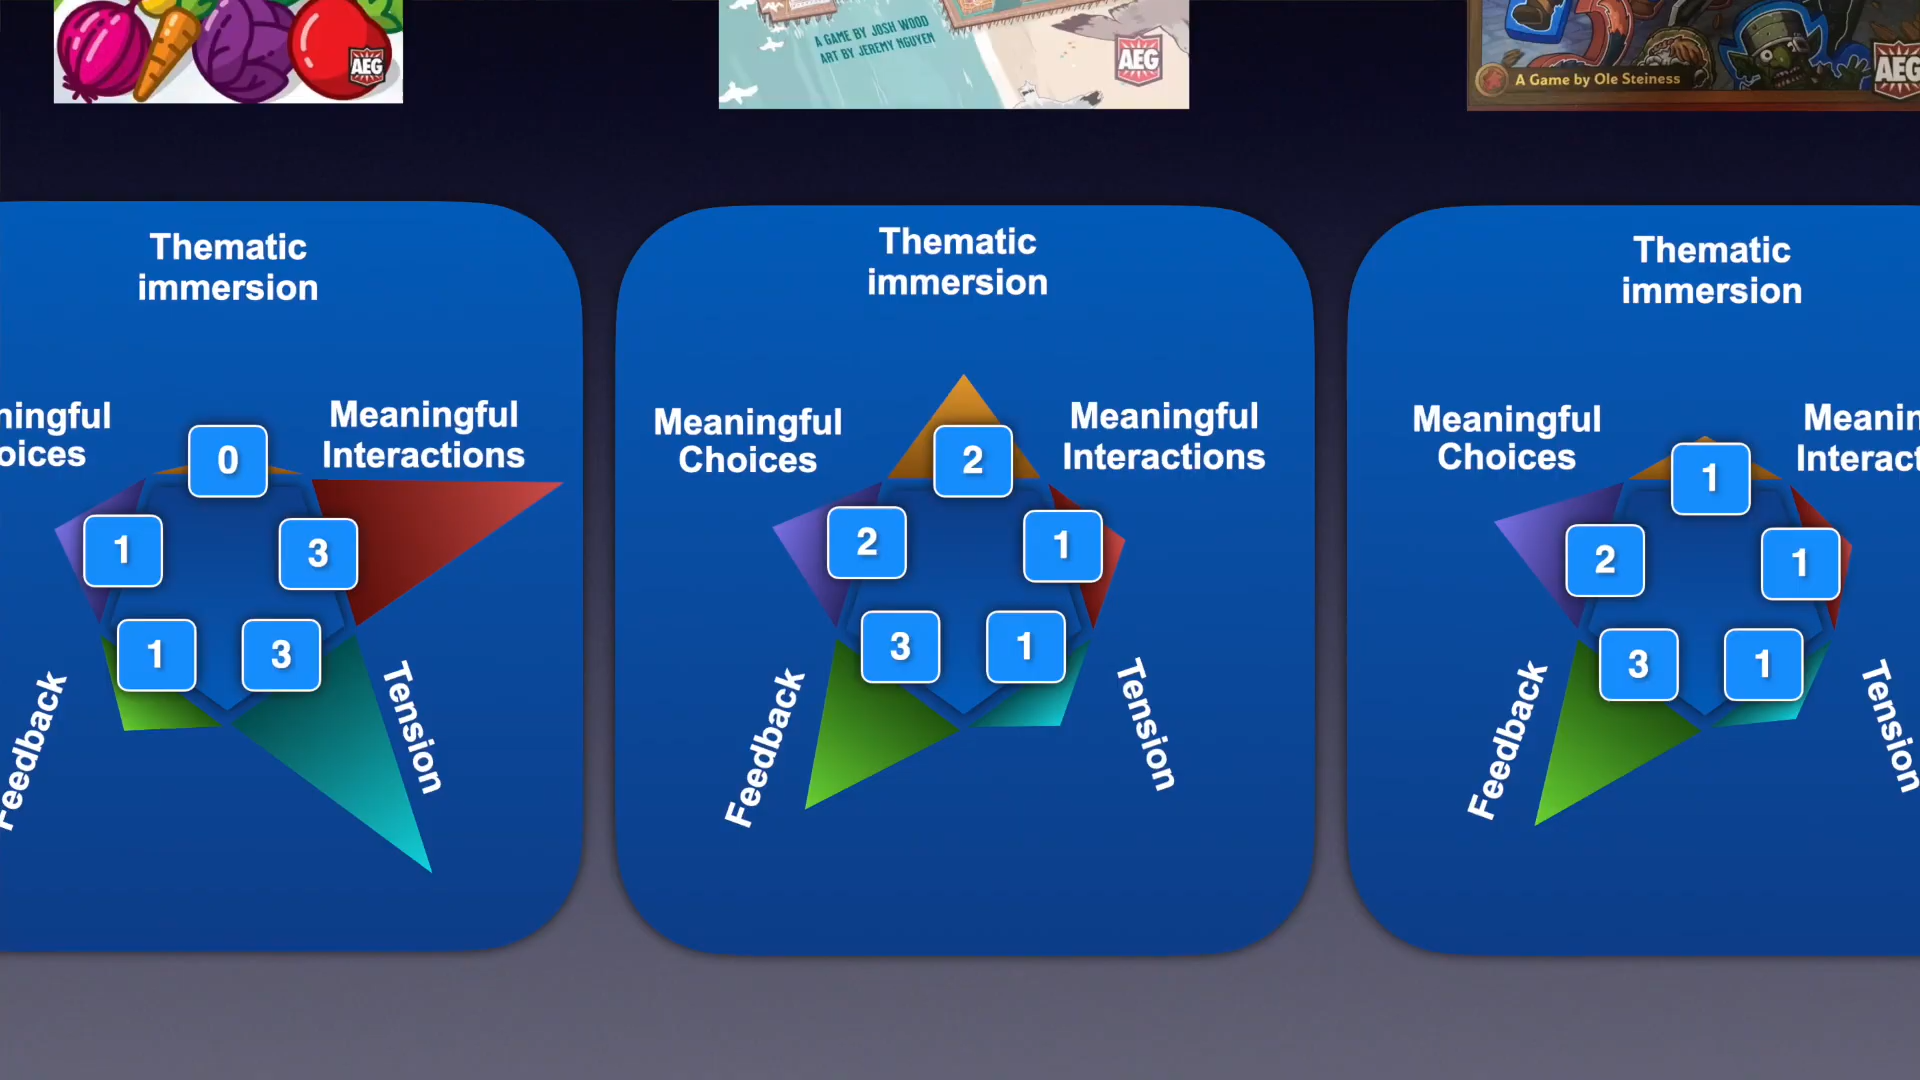 AEG
A GAME BY JOSH WOOD
ART BY JEREMY NGUYEN
AEG
A Game by Ole Steiness
AEG
Thematic
immersion
ningful
oices
Meaningful
Interactions
0
1
3
1
3
Feedback
Tension
Thematic
immersion
Meaningful
Choices
Meaningful
Interactions
2
2
1
3
1
Feedback
Tension
Thematic
immersion
Meaningful
Choices
Meanin
Interact
1
2
1
3
1
Feedback
Tension